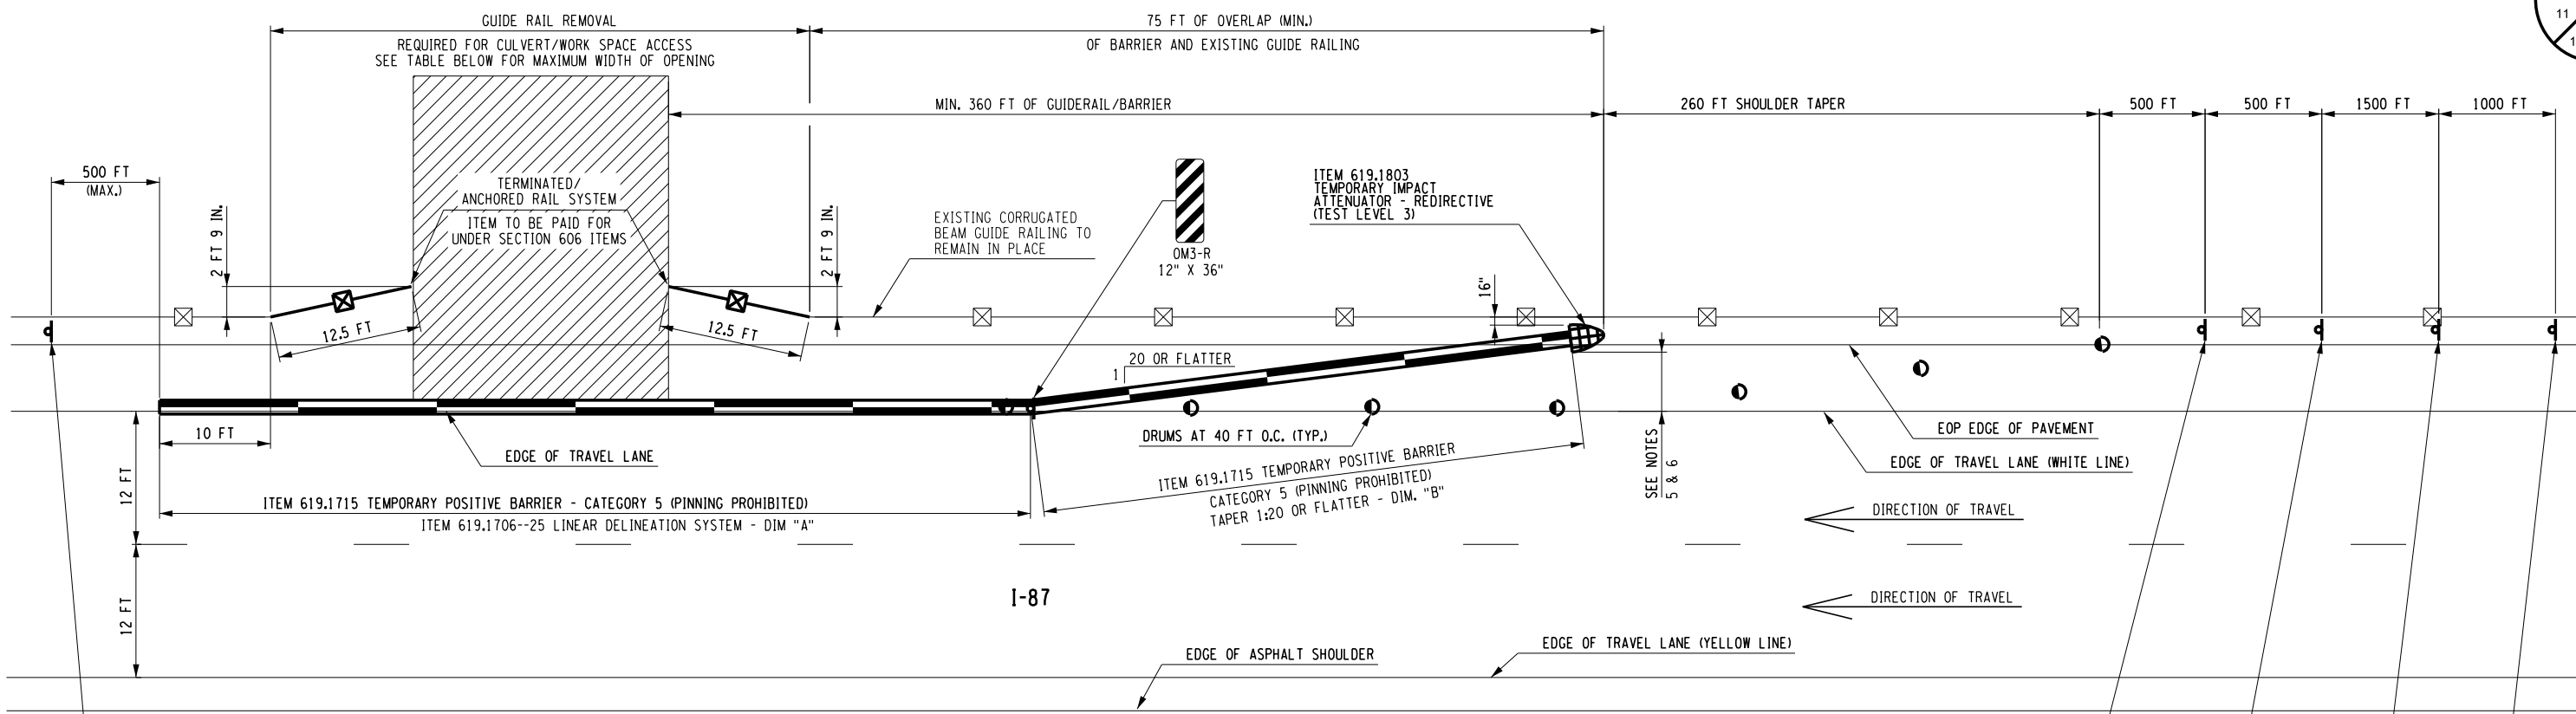 GUIDE RAIL REMOVAL
REQUIRED FOR CULVERT/WORK SPACE ACCESS
SEE TABLE BELOW FOR MAXIMUM WIDTH OF OPENING
75 FT OF OVERLAP (MIN.)
OF BARRIER AND EXISTING GUIDE RAILING
11
MIN. 360 FT OF GUIDERAIL/BARRIER
260 FT SHOULDER TAPER
500 FT
500 FT
1500 FT
1000 FT
500 FT
(MAX.)
TERMINATED/
ANCHORED RAIL SYSTEM
ITEM TO BE PAID FOR
UNDER SECTION 606 ITEMS
2 FT 9 IN.
2 FT 9 IN.
12.5 FT
12.5 FT
EXISTING CORRUGATED
BEAM GUIDE RAILING TO
REMAIN IN PLACE
OM3-R
12" X 36"
ITEM 619.1803
TEMPORARY IMPACT
ATTENUATOR - REDIRECTIVE
(TEST LEVEL 3)
16"
20 OR FLATTER
1
10 FT
EDGE OF TRAVEL LANE
DRUMS AT 40 FT O.C. (TYP.)
SEE NOTES
5 & 6
EOP EDGE OF PAVEMENT
EDGE OF TRAVEL LANE (WHITE LINE)
12 FT
ITEM 619.1715 TEMPORARY POSITIVE BARRIER - CATEGORY 5 (PINNING PROHIBITED)
ITEM 619.1706--25 LINEAR DELINEATION SYSTEM - DIM "A"
ITEM 619.1715 TEMPORARY POSITIVE BARRIER
CATEGORY 5 (PINNING PROHIBITED)
TAPER 1:20 OR FLATTER - DIM. "B"
DIRECTION OF TRAVEL
12 FT
I-87
DIRECTION OF TRAVEL
EDGE OF ASPHALT SHOULDER
EDGE OF TRAVEL LANE (YELLOW LINE)